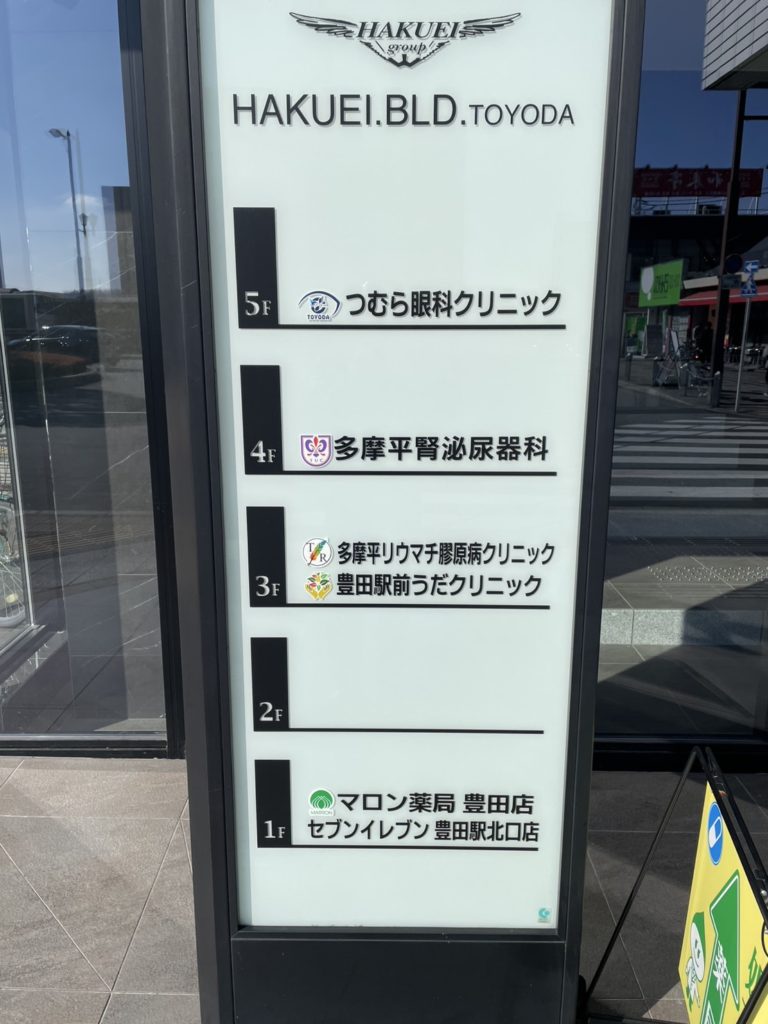 HAKUEI
group
HAKUEI.BLD.TOYODA
5F TOYODA つむら眼科クリニック
4F 多摩平腎泌尿器科
3F TR 多摩平リウマチ膠原病クリニック
豊田駅前うだクリニック
2F
1F MARRON マロン薬局 豊田店
セブンイレブン 豊田駅北口店
薬